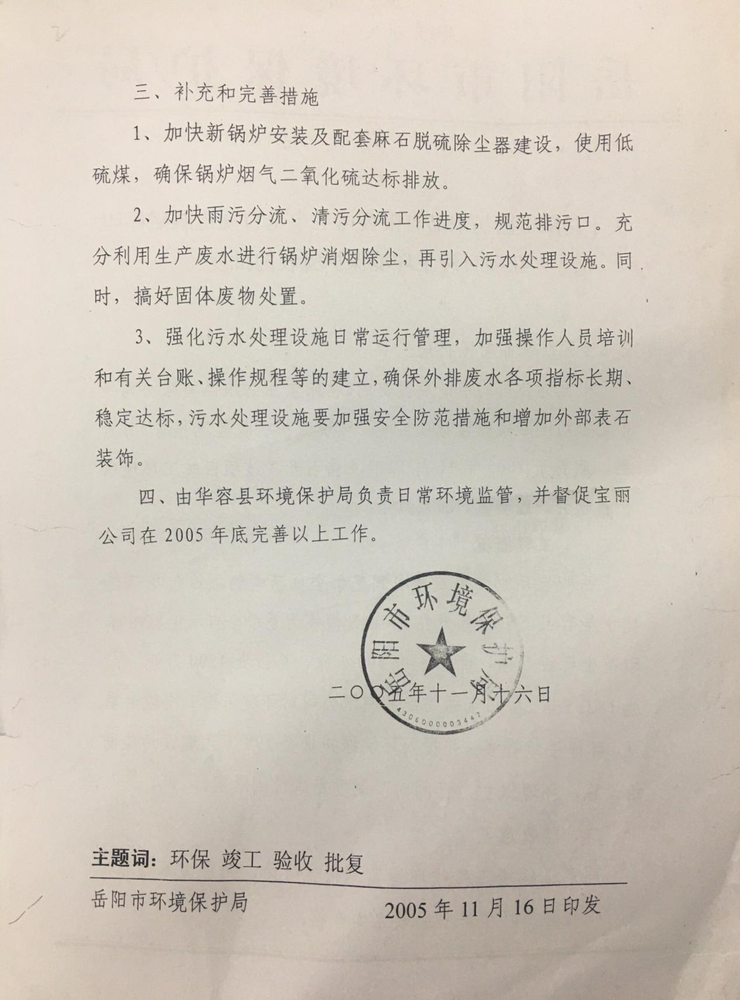 三、补充和完善措施
1、加快新锅炉安装及配套麻石脱硫除尘器建设，使用低
硫煤，确保锅炉烟气二氧化硫达标排放。
2、加快雨污分流、清污分流工作进度，规范排污口。充
分利用生产废水进行锅炉消烟除尘，再引入污水处理设施。同
时，搞好固体废物处置。
3、强化污水处理设施日常运行管理，加强操作人员培训
和有关台账、操作规程等的建立，确保外排废水各项指标长期、
稳定达标，污水处理设施要加强安全防范措施和增加外部表石
装饰。
四、由华容县环境保护局负责日常环境监管，并督促宝丽
公司在 2005 年底完善以上工作。
岳阳市环境保护局
二〇〇五年十一月十六日
4306000003442
主题词：环保 竣工 验收 批复
岳阳市环境保护局 2005 年 11 月 16 日印发